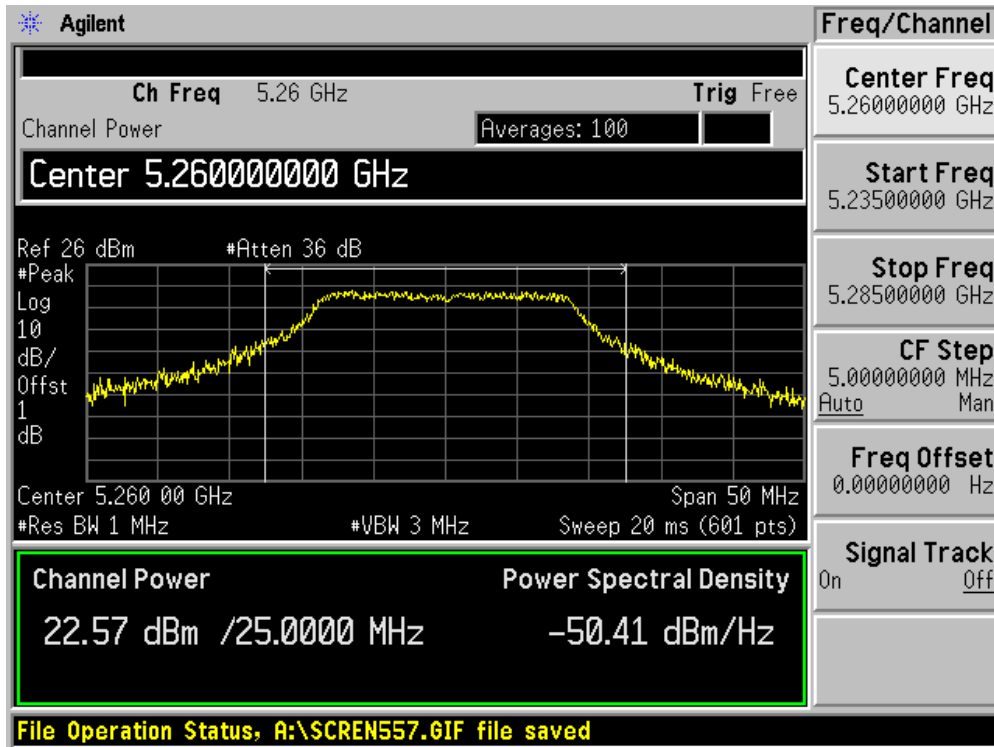 Agilent
Freq/Channel
Ch Freq 5.26 GHz Trig Free
Channel Power Averages: 100
Center 5.260000000 GHz
Ref 26 dBm #Atten 36 dB
#Peak
Log
10
dB/
Offst
1
dB
Center 5.260 00 GHz Span 50 MHz
#Res BW 1 MHz #VBW 3 MHz Sweep 20 ms (601 pts)
Channel Power Power Spectral Density
22.57 dBm /25.0000 MHz -50.41 dBm/Hz
File Operation Status, A:\SCREN557.GIF file saved
Center Freq
5.26000000 GHz
Start Freq
5.23500000 GHz
Stop Freq
5.28500000 GHz
CF Step
5.00000000 MHz
Auto Man
Freq Offset
0.00000000 Hz
Signal Track
On Off